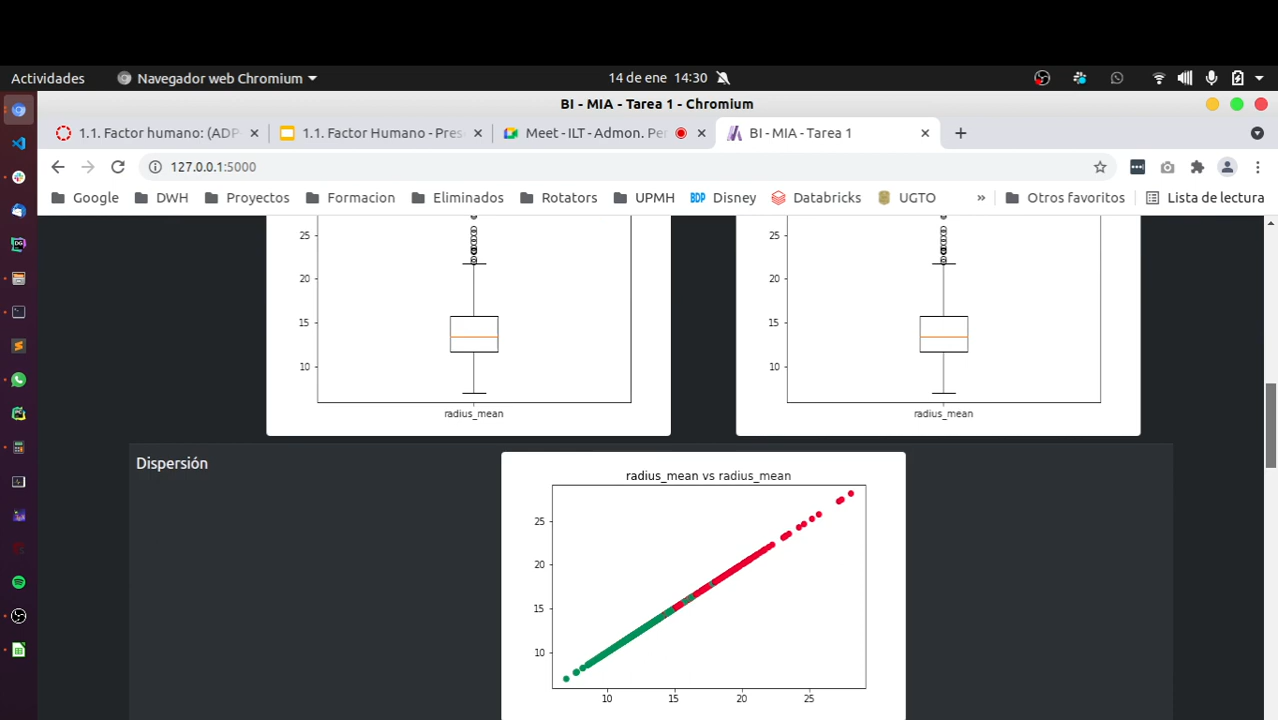 Actividades
Navegador web Chromium
14 de ene 14:30
BI - MIA - Tarea 1 - Chromium
1.1. Factor humano: (ADP-
1.1. Factor Humano - Pres
Meet - ILT - Admon. Per
BI - MIA - Tarea 1
127.0.0.1:5000
Google
DWH
Proyectos
Formacion
Eliminados
Rotators
UPMH
BDP Disney
Databricks
UGTO
»
Otros favoritos
Lista de lectura
25
20
15
10
radius_mean
25
20
15
10
radius_mean
Dispersión
radius_mean vs radius_mean
25
20
15
10
10 15 20 25